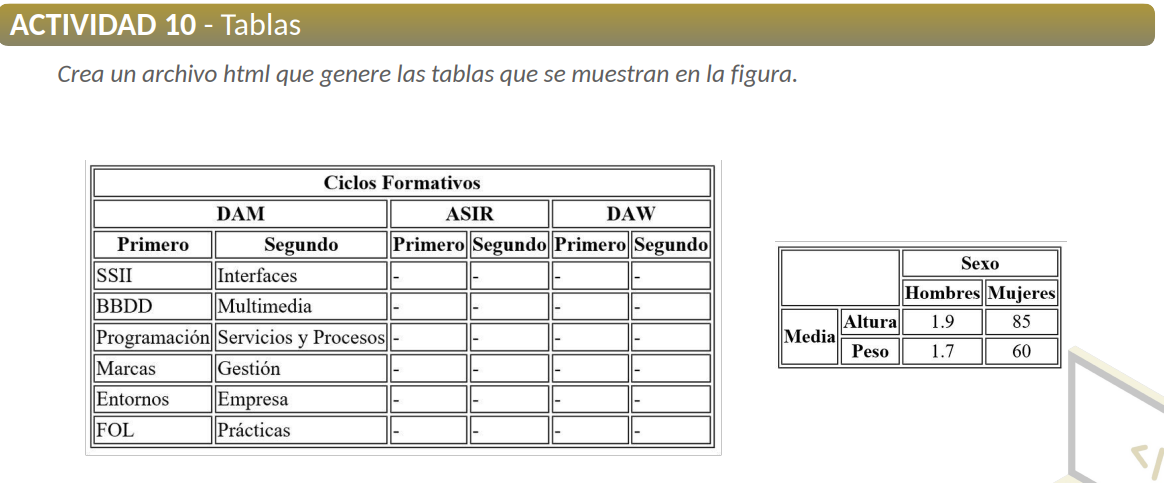 ACTIVIDAD 10 - Tablas
Crea un archivo html que genere las tablas que se muestran en la figura.
Ciclos Formativos
DAM ASIR DAW
Primero Segundo Primero Segundo Primero Segundo
SSII Interfaces - - - -
BBDD Multimedia - - - -
Programación Servicios y Procesos - - - -
Marcas Gestión - - - -
Entornos Empresa - - - -
FOL Prácticas - - - -
Sexo
Hombres Mujeres
Media Altura 1.9 85
Peso 1.7 60
</